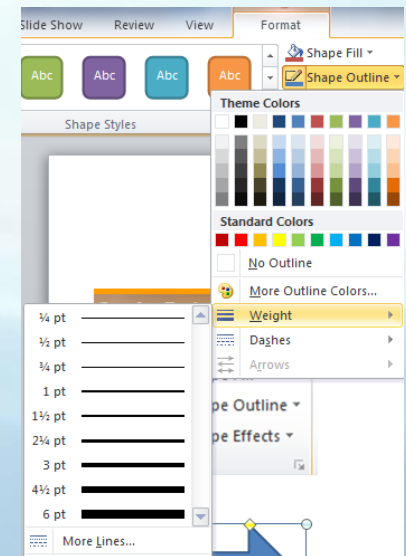 Slide Show Review View Format
Abc Abc Abc Abc
Shape Fill
Shape Outline
Shape Styles
Theme Colors
Standard Colors
No Outline
More Outline Colors...
Weight
Dashes
Arrows
¼ pt
½ pt
¾ pt
1 pt
1½ pt
2¼ pt
3 pt
4½ pt
6 pt
More Lines...
pe Outline
pe Effects